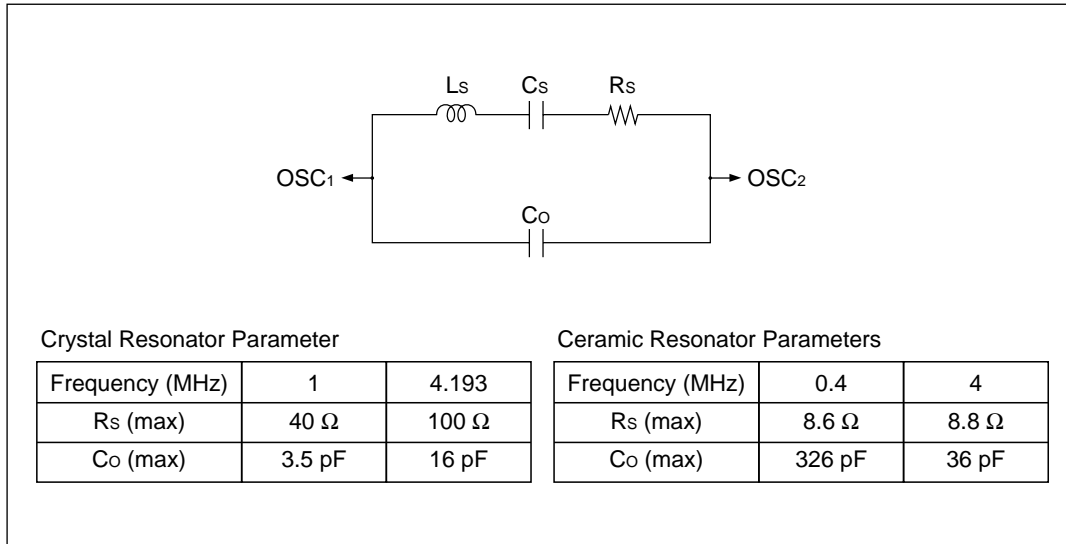 LS CS RS
OSC1 OSC2
CO
Crystal Resonator Parameter
Frequency (MHz) 1 4.193
RS (max) 40 Ω 100 Ω
CO (max) 3.5 pF 16 pF
Ceramic Resonator Parameters
Frequency (MHz) 0.4 4
RS (max) 8.6 Ω 8.8 Ω
CO (max) 326 pF 36 pF